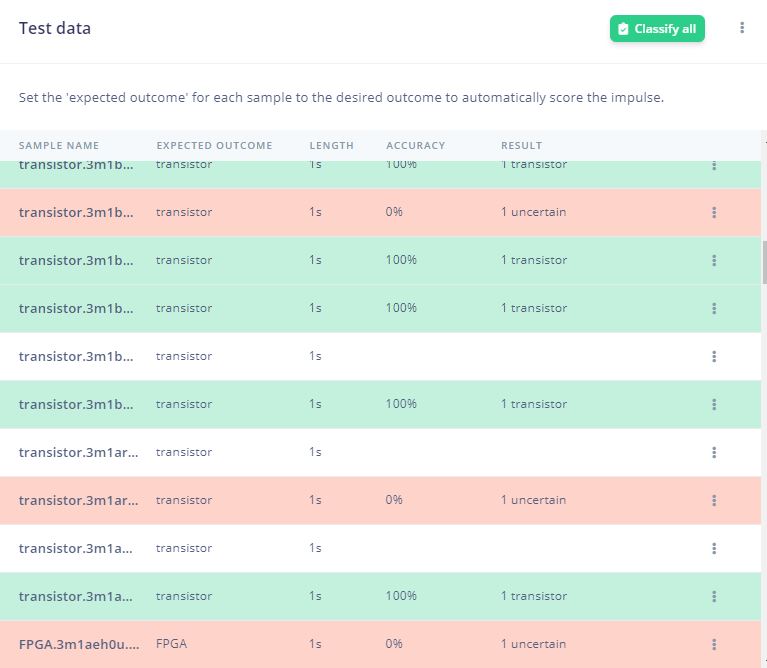 Test data
Classify all
Set the 'expected outcome' for each sample to the desired outcome to automatically score the impulse.
SAMPLE NAME EXPECTED OUTCOME LENGTH ACCURACY RESULT
transistor.3m1b... transistor 1s 100% 1 transistor
transistor.3m1b... transistor 1s 0% 1 uncertain
transistor.3m1b... transistor 1s 100% 1 transistor
transistor.3m1b... transistor 1s 100% 1 transistor
transistor.3m1b... transistor 1s
transistor.3m1b... transistor 1s 100% 1 transistor
transistor.3m1ar... transistor 1s
transistor.3m1ar... transistor 1s 0% 1 uncertain
transistor.3m1a... transistor 1s
transistor.3m1a... transistor 1s 100% 1 transistor
FPGA.3m1aeh0u.... FPGA 1s 0% 1 uncertain